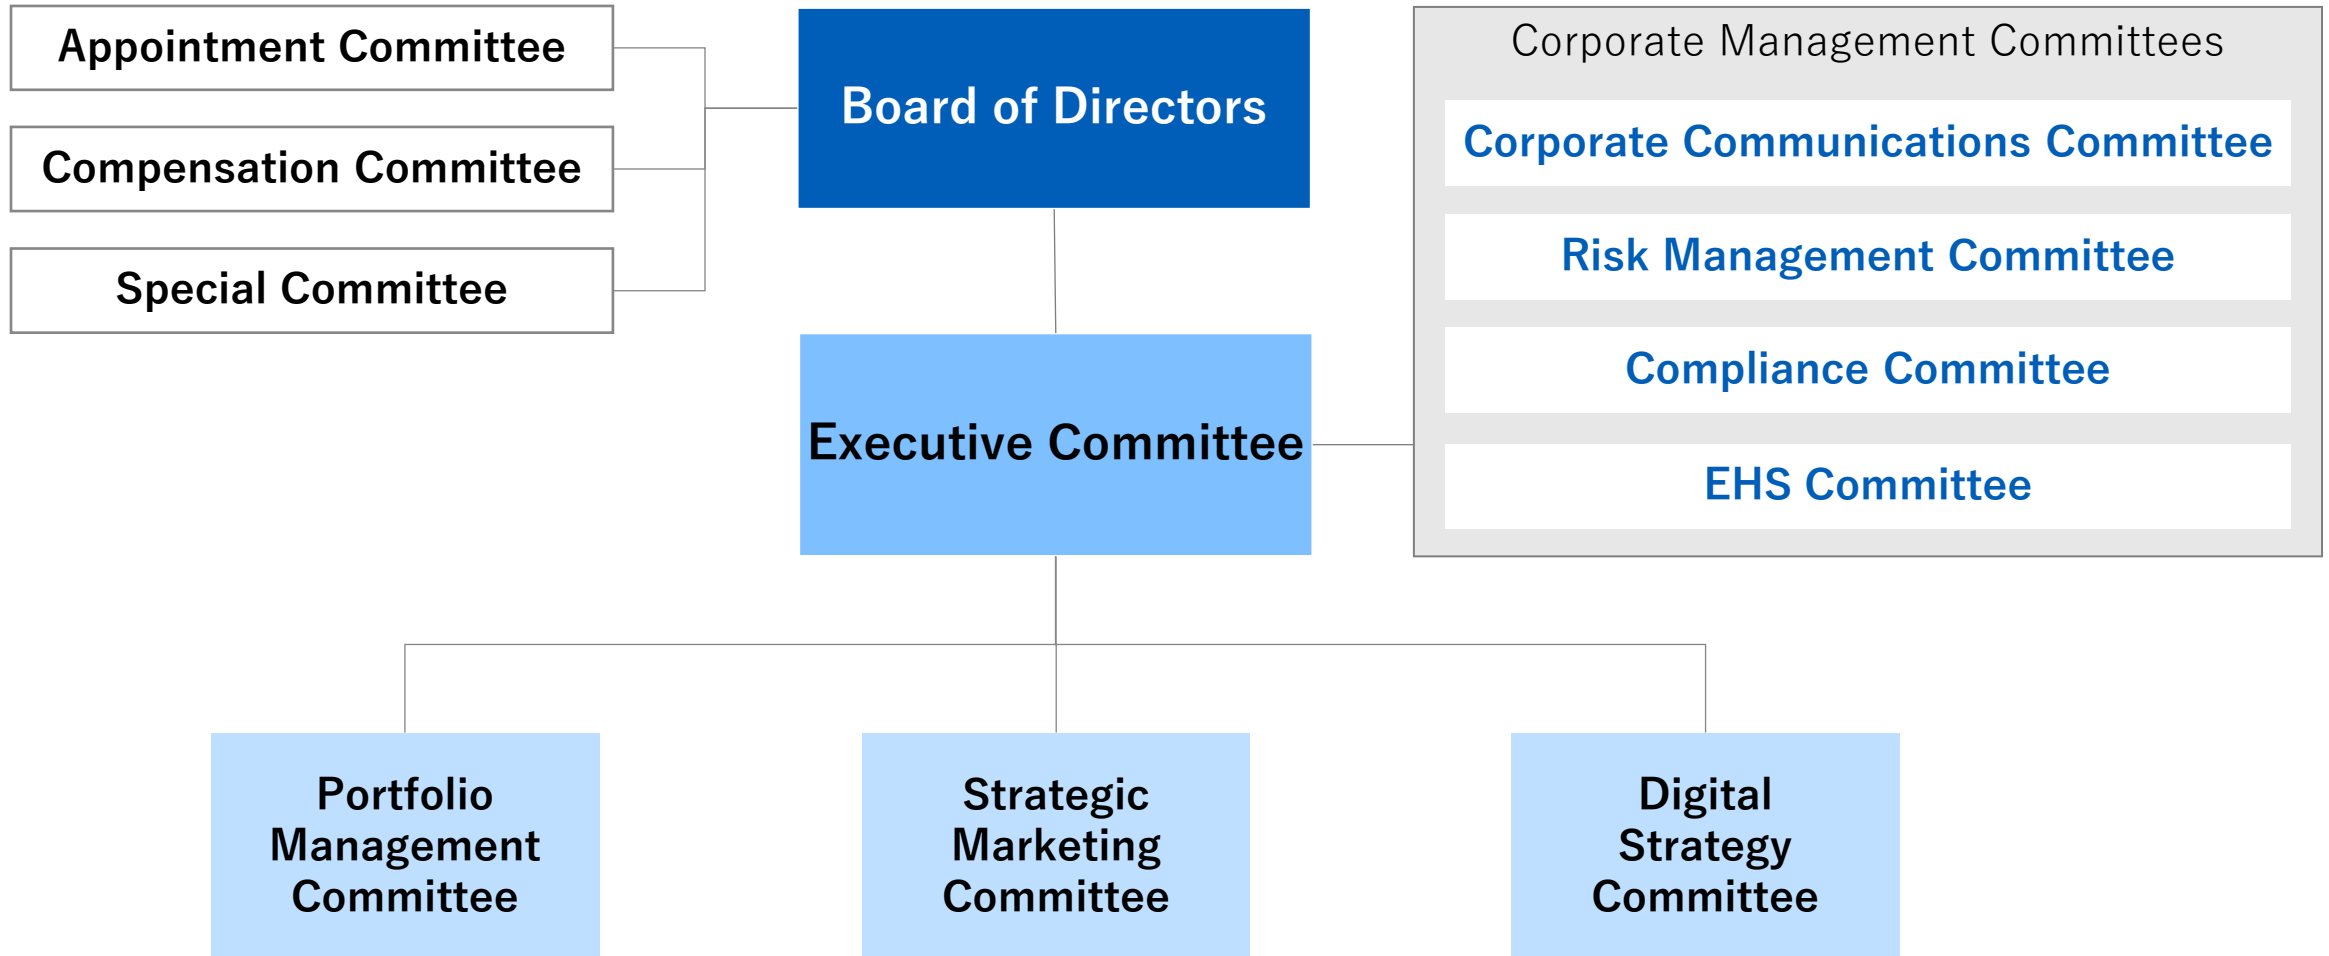 Appointment Committee
Compensation Committee
Special Committee
Board of Directors
Executive Committee
Corporate Management Committees
Corporate Communications Committee
Risk Management Committee
Compliance Committee
EHS Committee
Portfolio
Management
Committee
Strategic
Marketing
Committee
Digital
Strategy
Committee